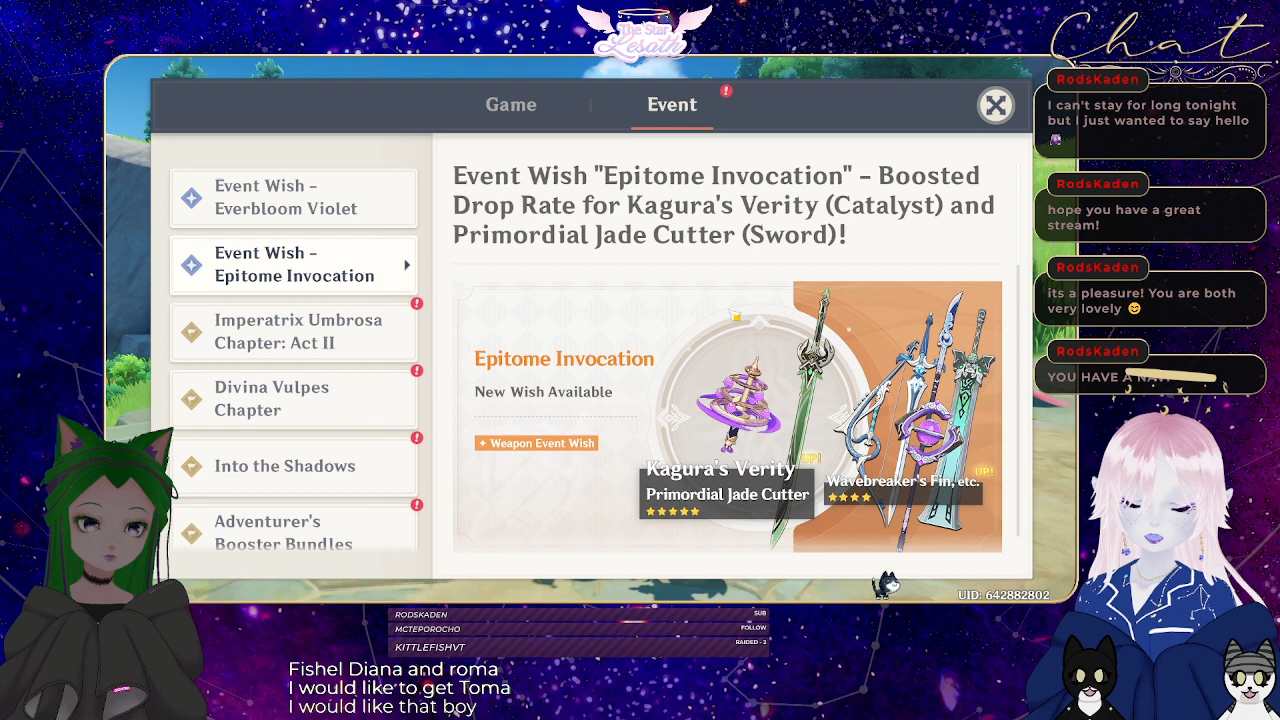 The Star
Lesath
Chat
Game
Event
Event Wish –
Everbloom Violet
Event Wish –
Epitome Invocation
Imperatrix Umbrosa
Chapter: Act II
Divina Vulpes
Chapter
Into the Shadows
Adventurer's
Booster Bundles
Event Wish "Epitome Invocation" – Boosted
Drop Rate for Kagura's Verity (Catalyst) and
Primordial Jade Cutter (Sword)!
Epitome Invocation
New Wish Available
Weapon Event Wish
UP!
Kagura's Verity
Primordial Jade Cutter
UP!
Wavebreaker's Fin, etc.
UID: 642882802
RodsKaden
I can't stay for long tonight
but I just wanted to say hello
RodsKaden
hope you have a great
stream!
RodsKaden
its a pleasure! You are both
very lovely 😊
RodsKaden
YOU HAVE A
RODSKADEN
SUB
MCTEPOROCHO
FOLLOW
KITTLEFISHVT
RAIDED - 2
Fishel Diana and roma
I would like to get Toma
I would like that boy